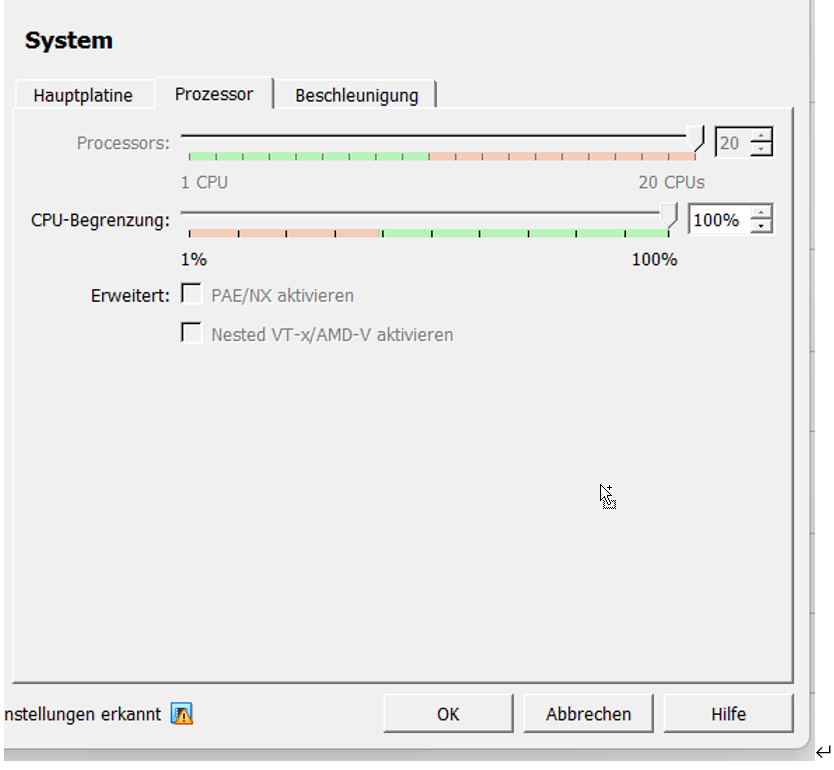 System
Hauptplatine Prozessor Beschleunigung
Processors: 20
1 CPU 20 CPUs
CPU-Begrenzung: 100%
1% 100%
Erweitert: PAE/NX aktivieren
Nested VT-x/AMD-V aktivieren
nstellungen erkannt OK Abbrechen Hilfe